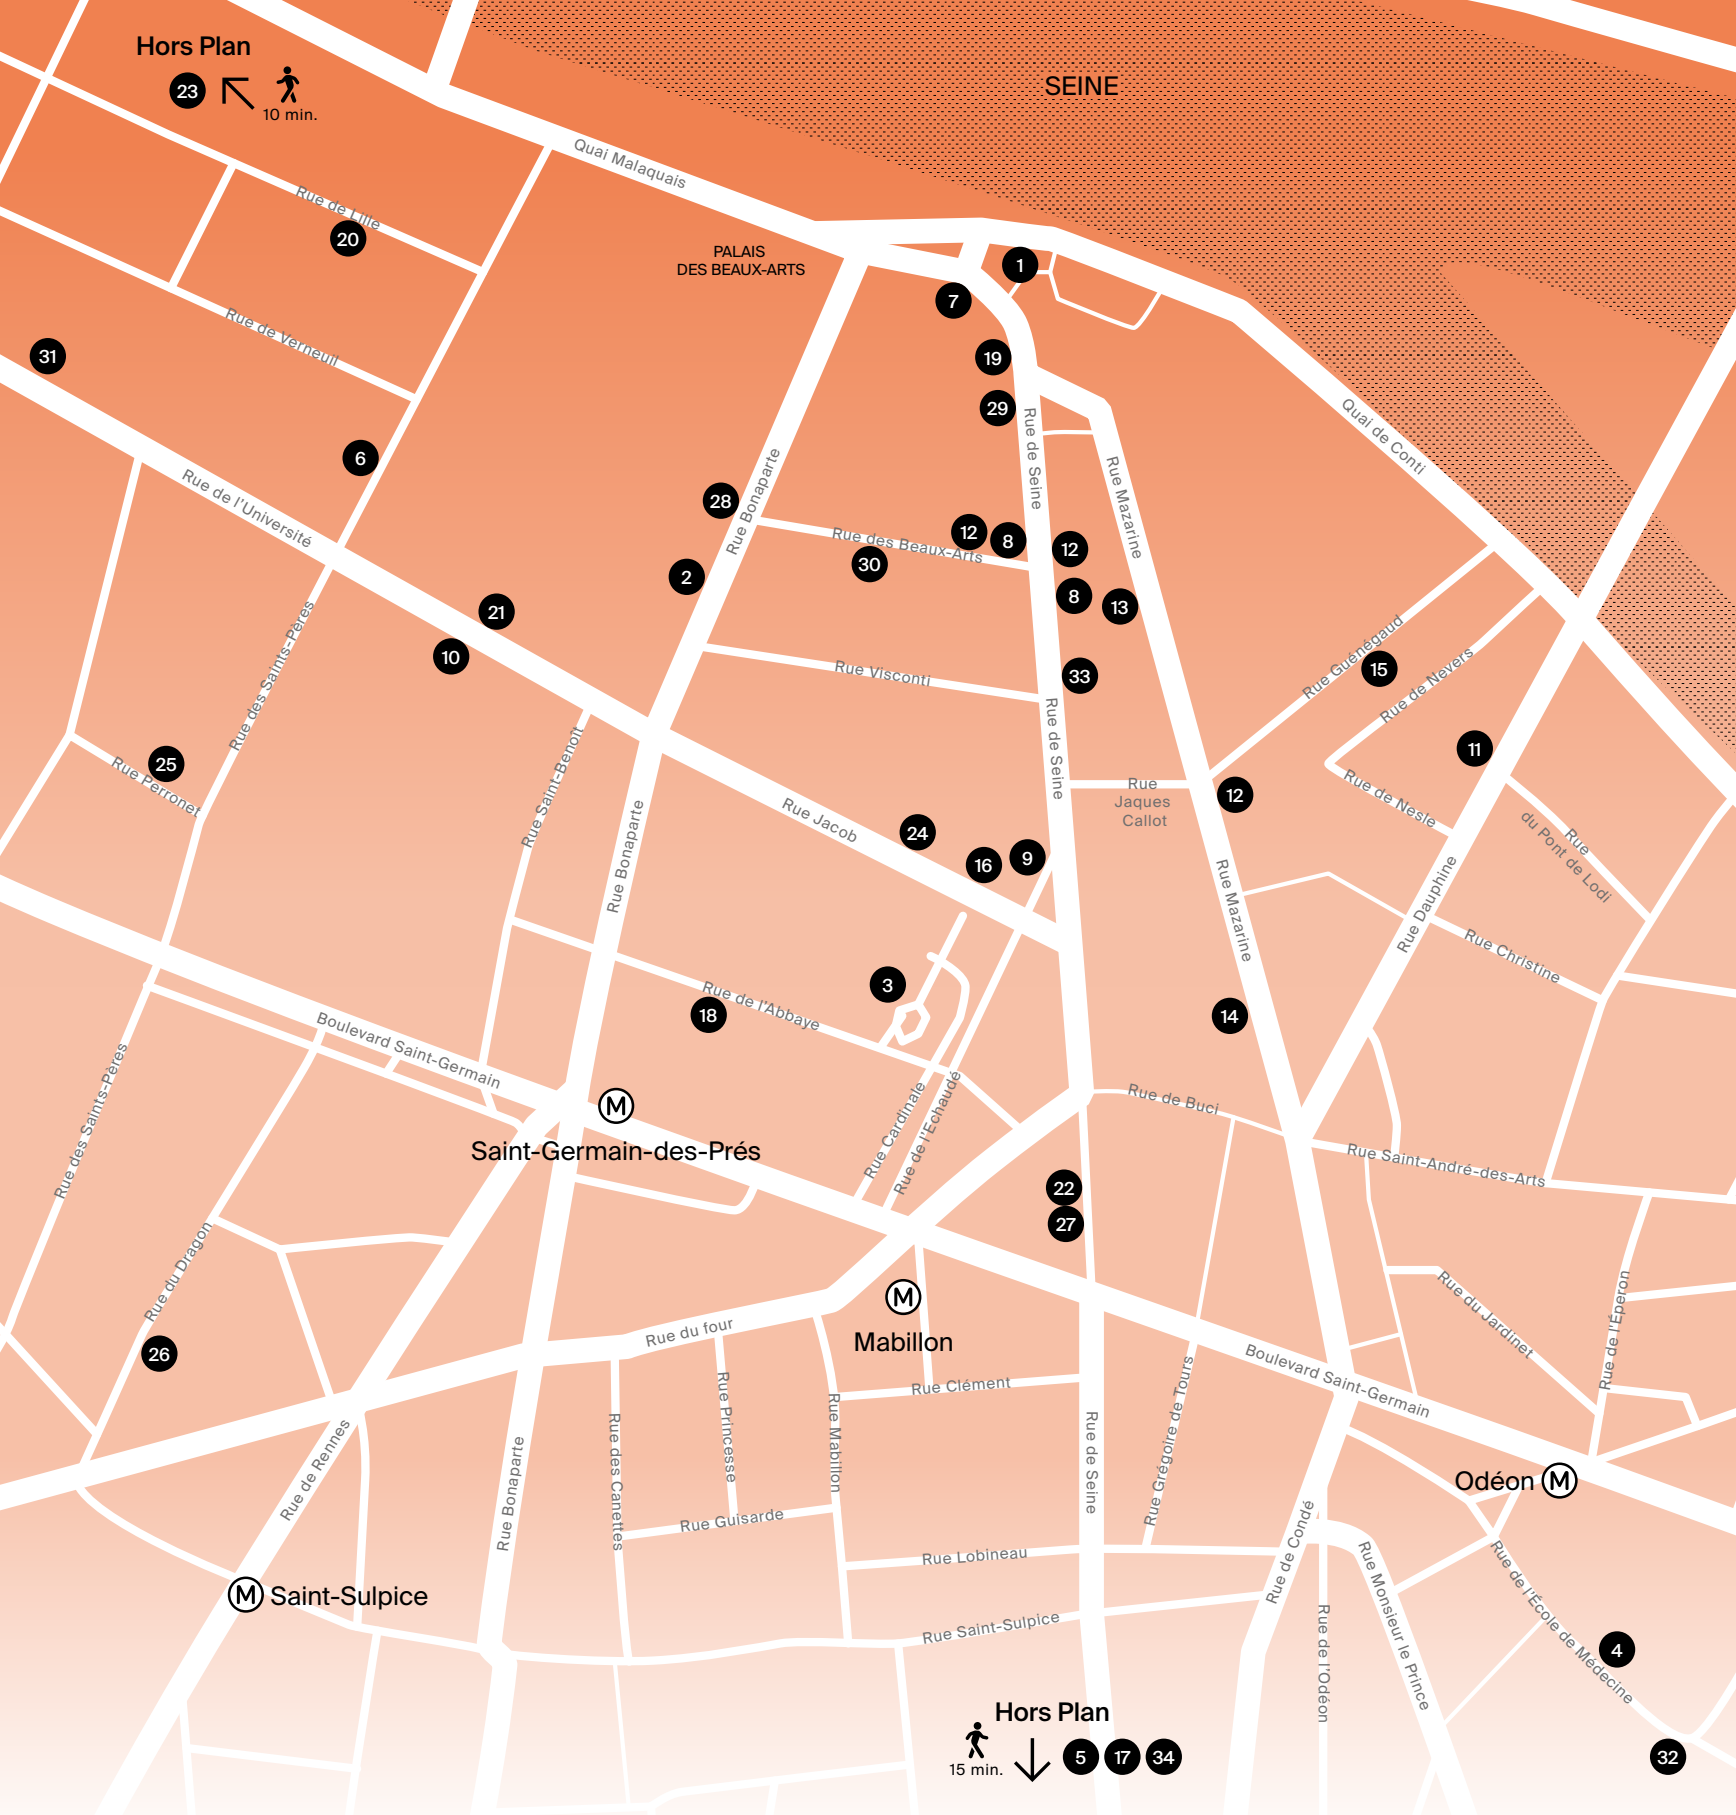 Hors Plan
23
10 min.
SEINE
Quai Malaquais
Rue de Lille
20
PALAIS
DES BEAUX-ARTS
1
7
Rue de Verneuil
31
19
29
Quai de Conti
6
Rue de l'Université
28
Rue Bonaparte
Rue de Seine
Rue Mazarine
Rue des Beaux-Arts
12
8
12
30
2
8
13
21
10
Rue des Saints-Pères
Rue Visconti
33
Rue Guénégaud
15
Rue de Nevers
11
Rue Perronet
25
Rue Saint-Benoît
Rue de Seine
Rue
Jaques
Callot
12
Rue de Nesle
Rue
du Pont de Lodi
Rue Bonaparte
Rue Jacob
24
16
9
Rue Mazarine
Rue Dauphine
Rue Christine
3
18
Rue de l'Abbaye
14
Boulevard Saint-Germain
Rue des Saints-Pères
M
Saint-Germain-des-Prés
Rue Cardinale
Rue de l'Echaudé
Rue de Buci
Rue Saint-André-des-Arts
22
27
Rue du Dragon
26
M
Mabillon
Rue du four
Rue Princesse
Rue Mabillon
Rue Clément
Rue des Canettes
Rue Guisarde
Rue de Rennes
Rue Bonaparte
Rue de Seine
Rue Grégoire de Tours
Boulevard Saint-Germain
Rue du Jardinet
Rue de l'Éperon
Odéon
M
M
Saint-Sulpice
Rue Lobineau
Rue Saint-Sulpice
Rue de Condé
Rue de l'Odéon
Rue Monsieur le Prince
Rue de l'École de Médecine
4
32
Hors Plan
15 min.
5
17
34